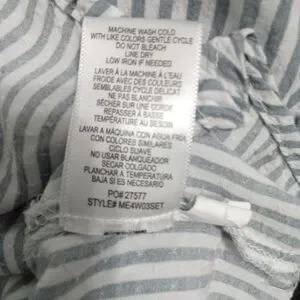 MACHINE WASH COLD
WITH LIKE COLORS GENTLE CYCLE
DO NOT BLEACH
LINE DRY
LOW IRON IF NEEDED
LAVER À LA MACHINE À L'EAU
FROIDE AVEC DES COULEURS
SEMBLABLES CYCLE DELICAT
NE PAS BLANCHIR
SÉCHER SUR UNE CORDE
REPASSER À BASSE
TEMPÉRATURE AU BESOIN
LAVAR A MÁQUINA CON AGUA FRIA
CON COLORES SIMILARES
CICLO SUAVE
NO USAR BLANQUEADOR
SECAR COLGADO
PLANCHAR A TEMPERATURA
BAJA SI ES NECESARIO
PO# 27577
STYLE# ME4W03SET